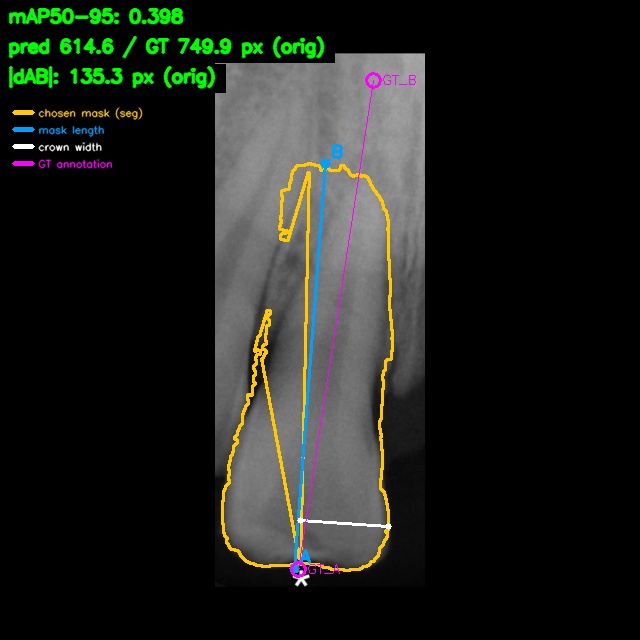 mAP50-95: 0.398
pred 614.6 / GT 749.9 px (orig)
|dAB|: 135.3 px (orig)
chosen mask (seg)
mask length
crown width
GT annotation
GT_B
B
A
GT_A